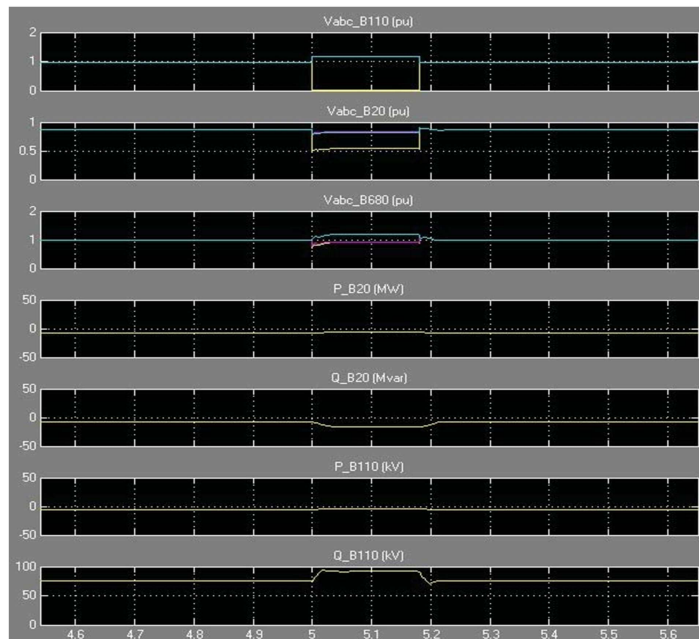 Vabc_B110 (pu)
2
1
0
Vabc_B20 (pu)
1
0.5
0
Vabc_B680 (pu)
2
1
0
P_B20 (MW)
50
0
-50
Q_B20 (Mvar)
50
0
-50
P_B110 (kV)
50
0
-50
Q_B110 (kV)
100
50
0
4.6 4.7 4.8 4.9 5 5.1 5.2 5.3 5.4 5.5 5.6